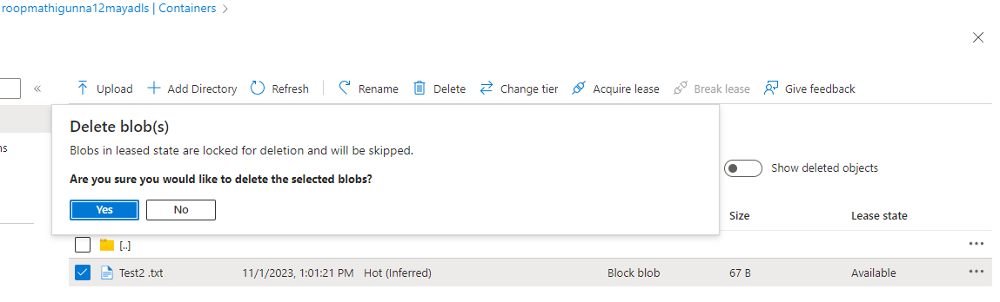 roopmathigunna12mayadls | Containers >
Upload Add Directory Refresh Rename Delete Change tier Acquire lease Break lease Give feedback
Delete blob(s)
Blobs in leased state are locked for deletion and will be skipped.
Are you sure you would like to delete the selected blobs?
Yes No
Show deleted objects
Size Lease state
[..]
Test2 .txt 11/1/2023, 1:01:21 PM Hot (Inferred) Block blob 67 B Available